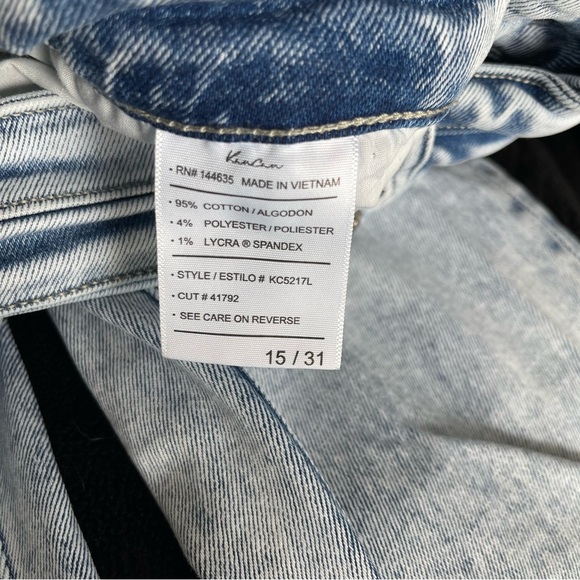 KanCan
• RN# 144635 MADE IN VIETNAM
• 95% COTTON / ALGODON
• 4% POLYESTER / POLIESTER
• 1% LYCRA ® SPANDEX
• STYLE / ESTILO # KC5217L
• CUT # 41792
• SEE CARE ON REVERSE
15 / 31